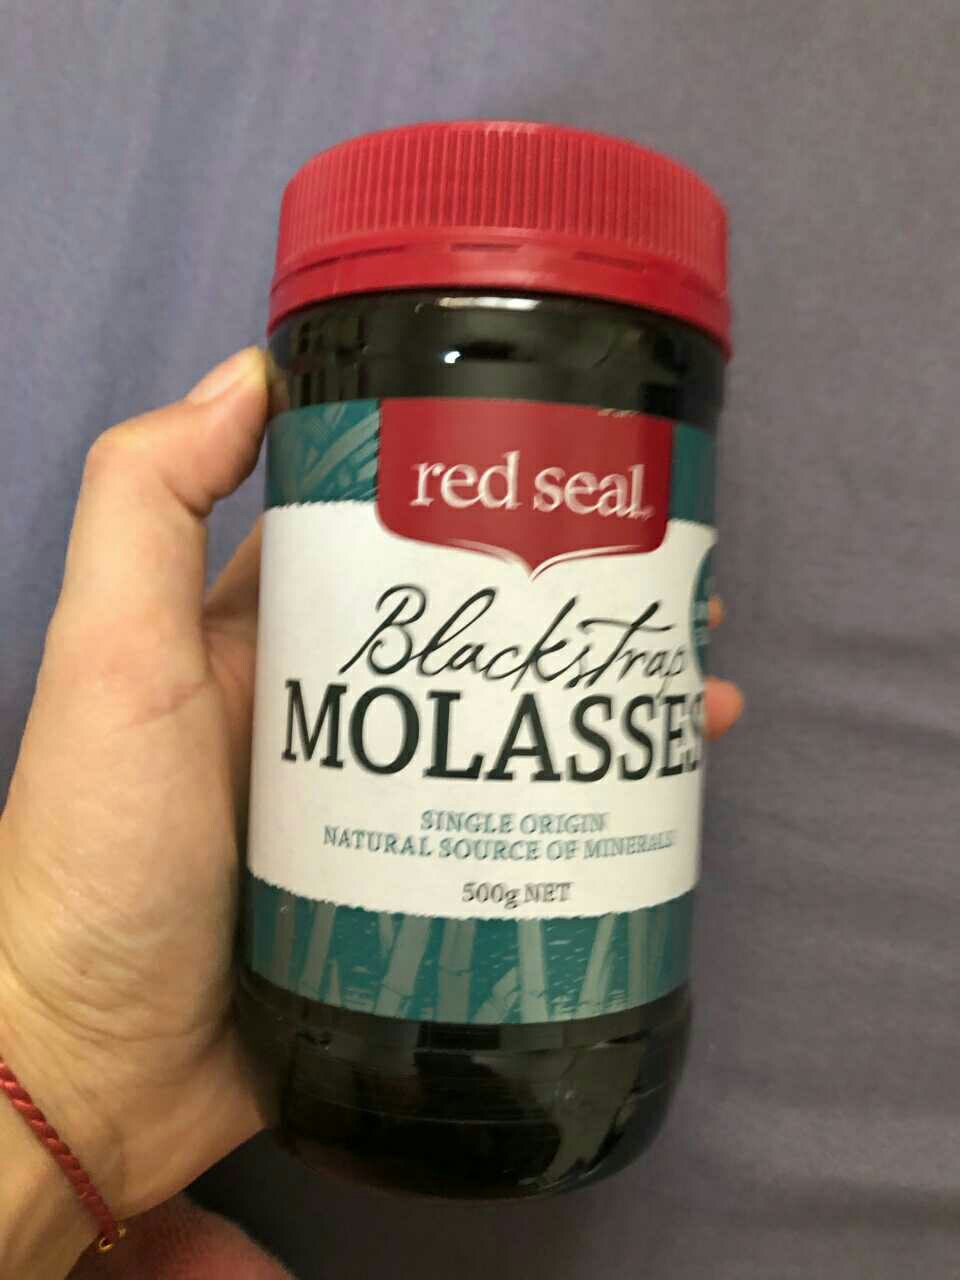 red seal
Blackstrap
MOLASSES
SINGLE ORIGIN
NATURAL SOURCE OF MINERALS
500g NET